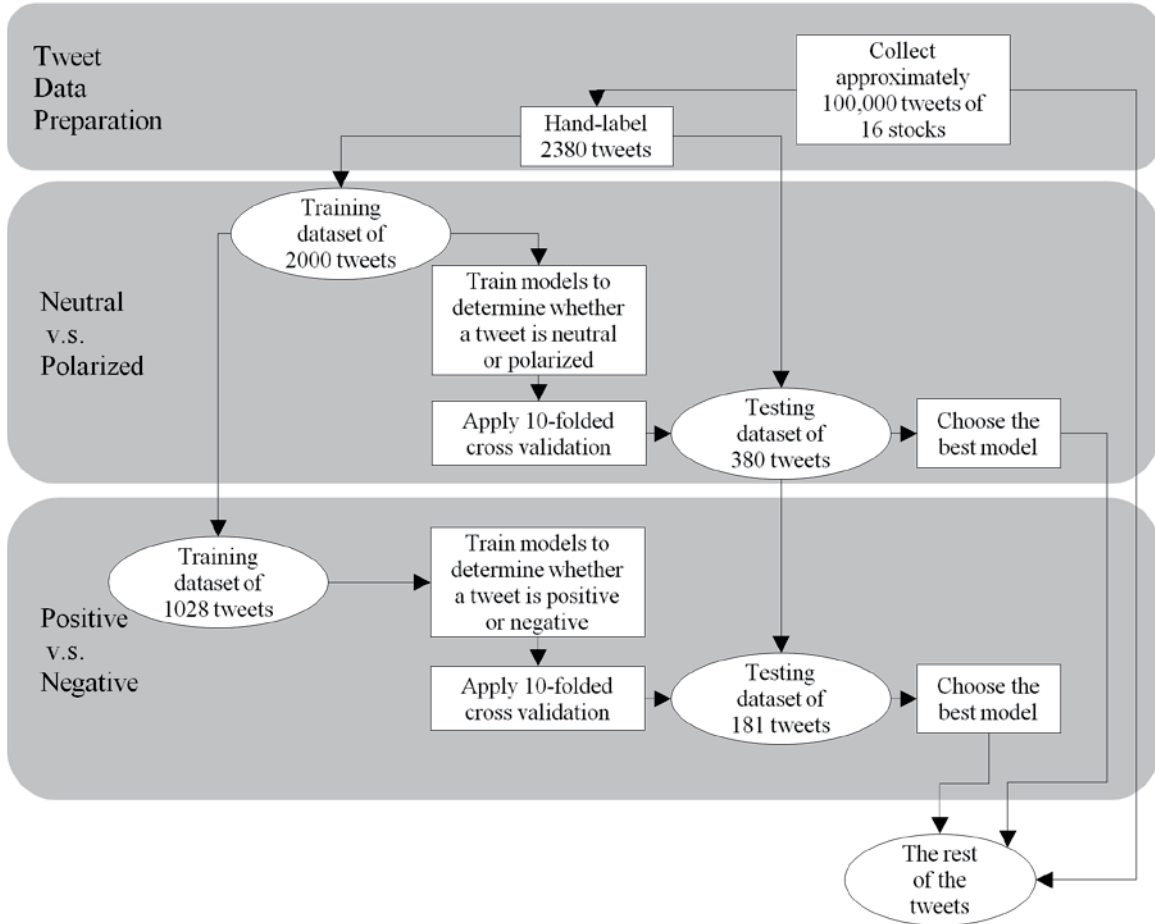 Tweet
Data
Preparation
Collect
approximately
100,000 tweets of
16 stocks
Hand-label
2380 tweets
Training
dataset of
2000 tweets
Neutral
v.s.
Polarized
Train models to
determine whether
a tweet is neutral
or polarized
Apply 10-folded
cross validation
Testing
dataset of
380 tweets
Choose the
best model
Training
dataset of
1028 tweets
Positive
v.s.
Negative
Train models to
determine whether
a tweet is positive
or negative
Apply 10-folded
cross validation
Testing
dataset of
181 tweets
Choose the
best model
The rest
of the
tweets